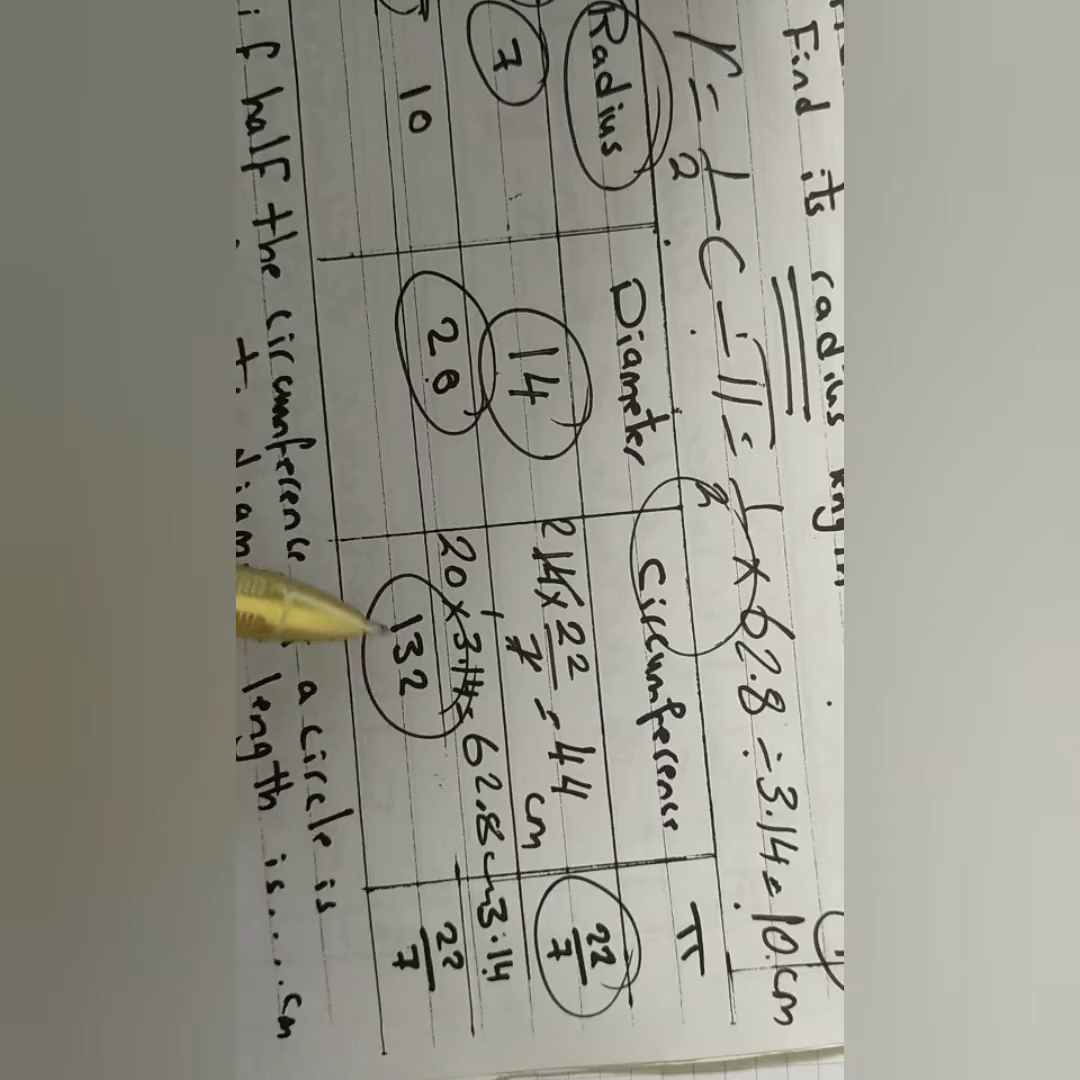 Find its radius
r = 1/2 C ÷ π = 1/2 × 62.8 ÷ 3.14 = 10 cm
Radius Diameter Circumference π
7 14 2 14 × 22/7 = 44 cm 22/7
10 20 20 × 3.14 = 62.8 cm 3.14
132 22/7
if half the circumference a circle is
length is .... cm